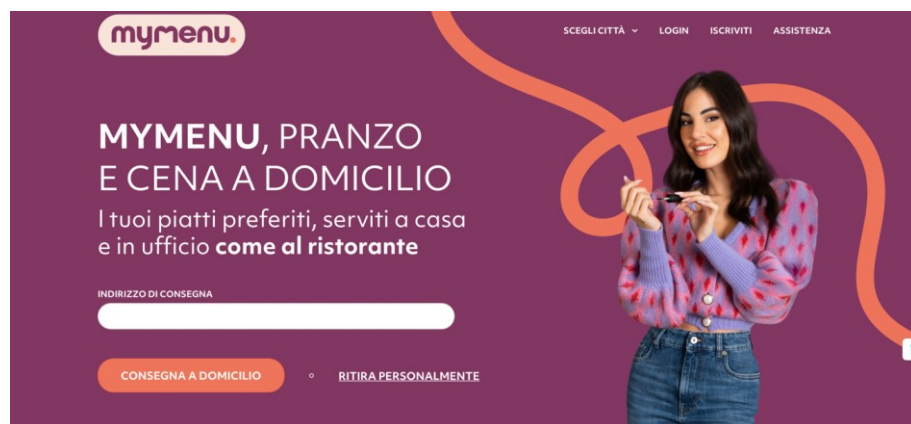 mymenu.
SCEGLI CITTÀ
LOGIN
ISCRIVITI
ASSISTENZA
MYMENU, PRANZO
E CENA A DOMICILIO
I tuoi piatti preferiti, serviti a casa
e in ufficio come al ristorante
INDIRIZZO DI CONSEGNA
CONSEGNA A DOMICILIO
RITIRA PERSONALMENTE